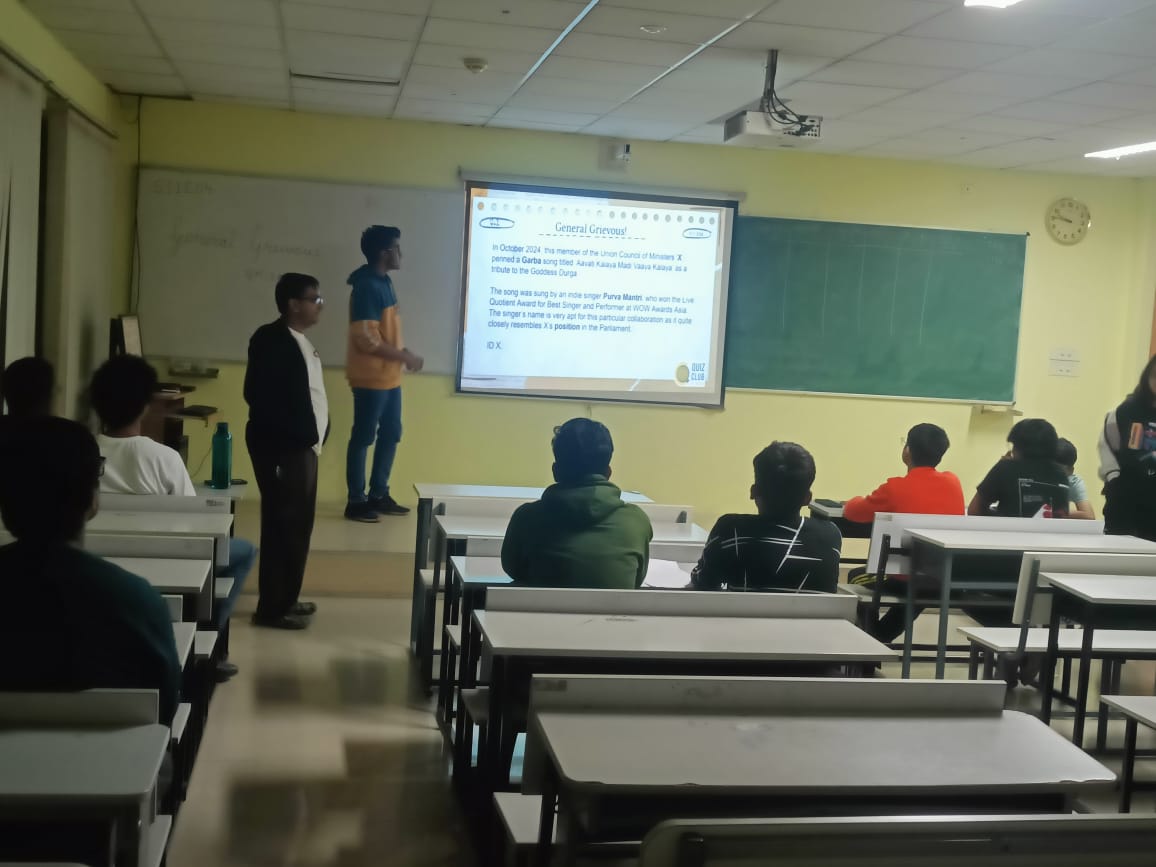 General Grievous
General Grievous!
In October 2024, this member of the Union Council of Ministers 'X'
penned a Garba song titled 'Aavati Kalaya Madi Vaava Kalaya' as a
tribute to the Goddess Durga
The song was sung by an indie singer Purva Mantri, who won the Live
Quotient Award for Best Singer and Performer at WOW Awards Asia.
The singer's name is very apt for this particular collaboration as it quite
closely resembles X's position in the Parliament.
ID X.
QUIZ
CLUB